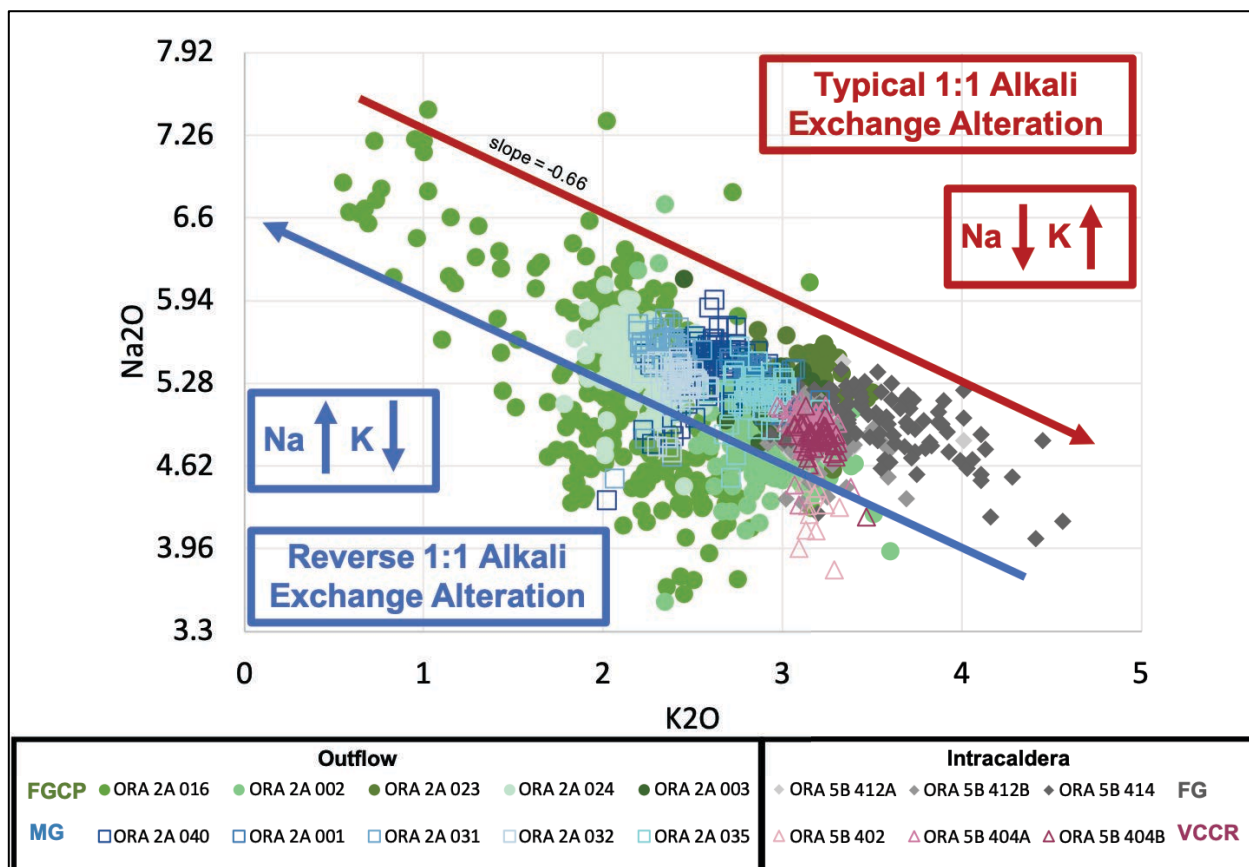 7.92
7.26
6.6
5.94
5.28
4.62
3.96
3.3
Na2O
Typical 1:1 Alkali
Exchange Alteration
slope = -0.66
Na K
Na K
Reverse 1:1 Alkali
Exchange Alteration
0 1 2 3 4 5
K2O
Outflow
FGCP ORA 2A 016 ORA 2A 002 ORA 2A 023 ORA 2A 024 ORA 2A 003
MG ORA 2A 040 ORA 2A 001 ORA 2A 031 ORA 2A 032 ORA 2A 035
Intracaldera
ORA 5B 412A ORA 5B 412B ORA 5B 414 FG
ORA 5B 402 ORA 5B 404A ORA 5B 404B VCCR